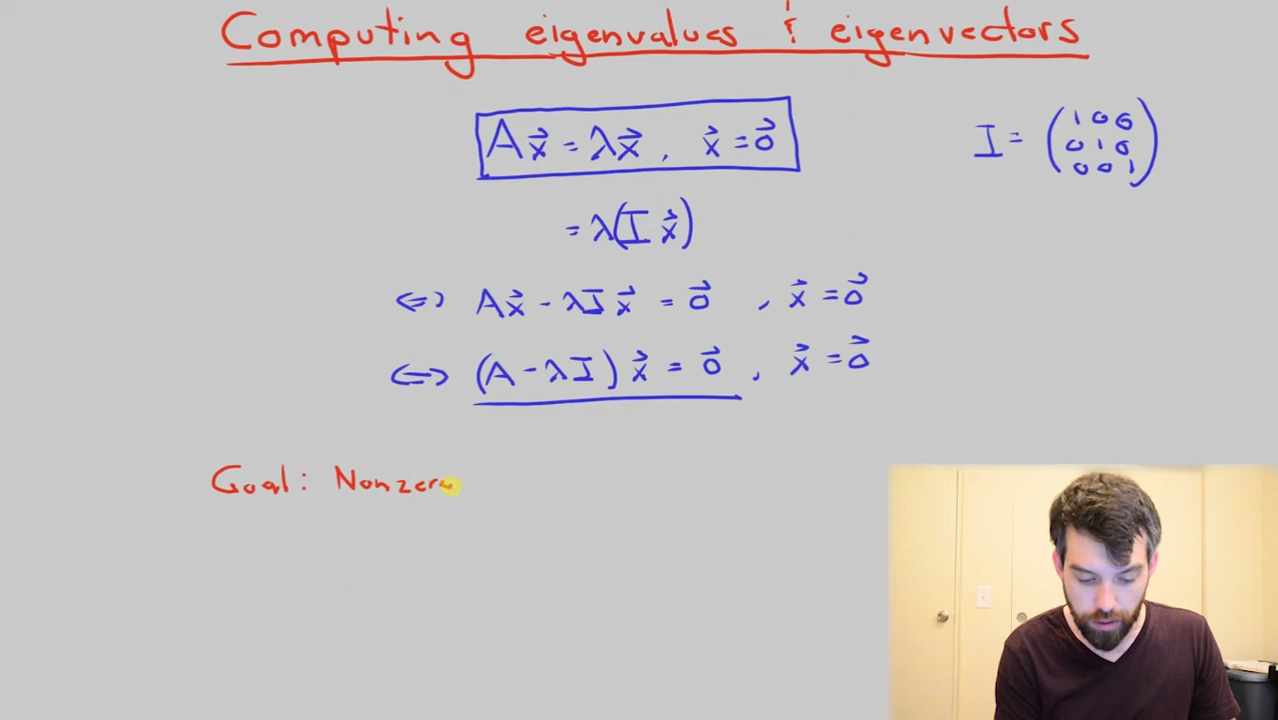 Computing eigenvalues & eigenvectors
Ax⃗ = λx⃗ , x⃗ = 0⃗
I = (1 0 0
0 1 0
0 0 1)
= λ(I x⃗)
⇔ Ax⃗ - λI x⃗ = 0⃗ , x⃗ = 0⃗
⇔ (A - λI) x⃗ = 0⃗ , x⃗ = 0⃗
Goal: Nonzero